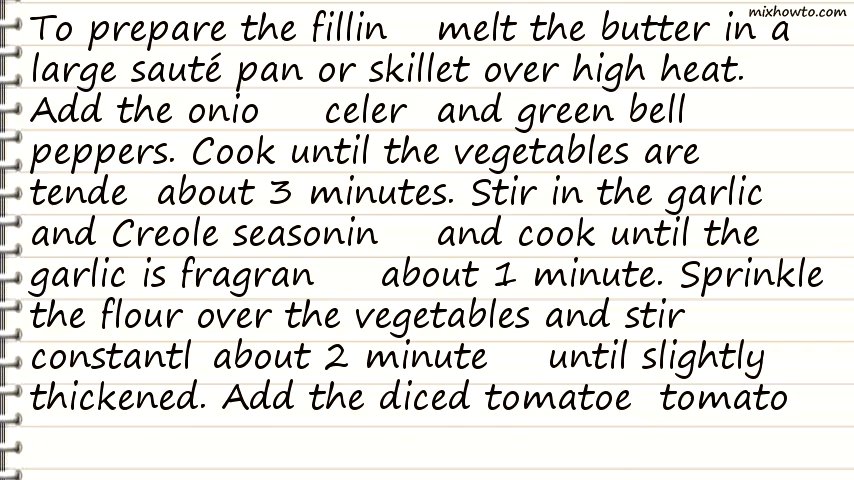 mixhowto.com
To prepare the fillin melt the butter in a
large sauté pan or skillet over high heat.
Add the onio celer and green bell
peppers. Cook until the vegetables are
tende about 3 minutes. Stir in the garlic
and Creole seasonin and cook until the
garlic is fragran about 1 minute. Sprinkle
the flour over the vegetables and stir
constantl about 2 minute until slightly
thickened. Add the diced tomatoe tomato